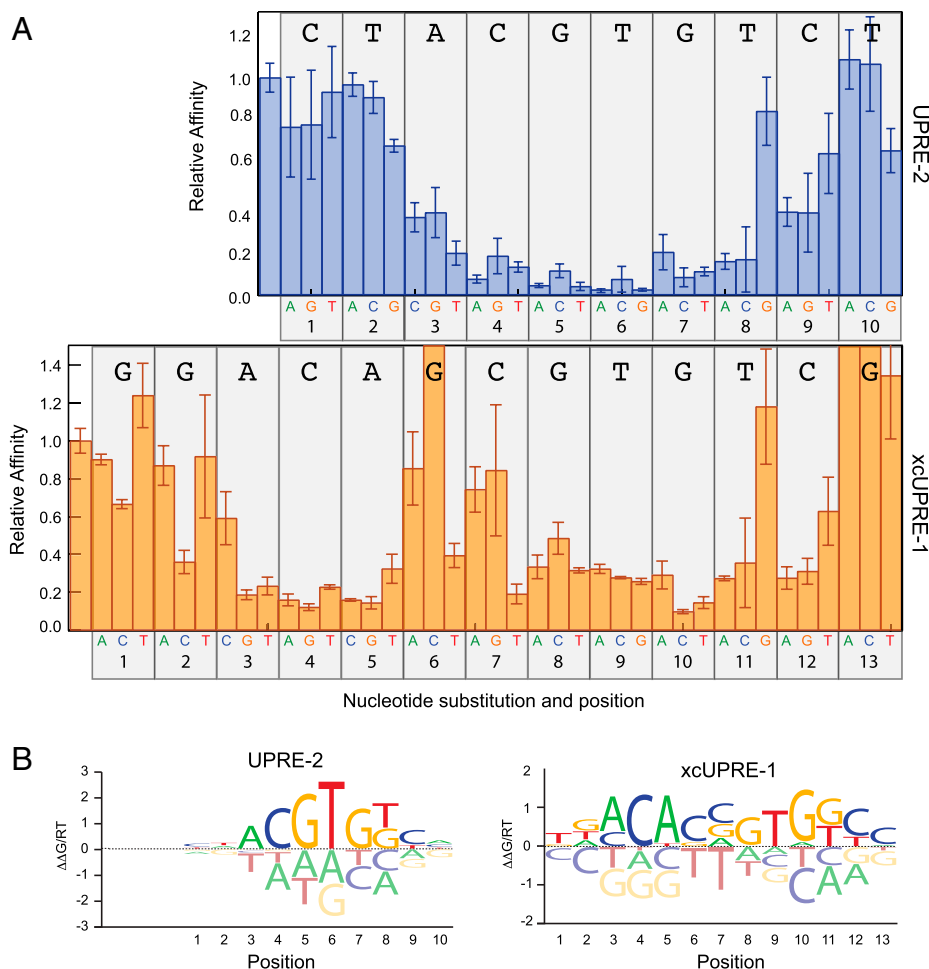 A
C T A C G T G T C T
1.2
1.0
0.8
0.6
0.4
0.2
0.0
Relative Affinity
UPRE-2
A G T A C G C G T A G T A C T A C G A C T A C G A G T A C G
1 2 3 4 5 6 7 8 9 10
G G A C A G C G T G T C G
1.4
1.2
1.0
0.8
0.6
0.4
0.2
0.0
Relative Affinity
xcUPRE-1
A C T A C T C G T A G T C G T A C T A G T A C T A C G A C T A C G A G T A C T
1 2 3 4 5 6 7 8 9 10 11 12 13
Nucleotide substitution and position
B
UPRE-2
3
2
1
0
-1
-2
-3
ΔΔG/RT
1 2 3 4 5 6 7 8 9 10
Position
xcUPRE-1
2
1
0
-1
-2
ΔΔG/RT
1 2 3 4 5 6 7 8 9 10 11 12 13
Position